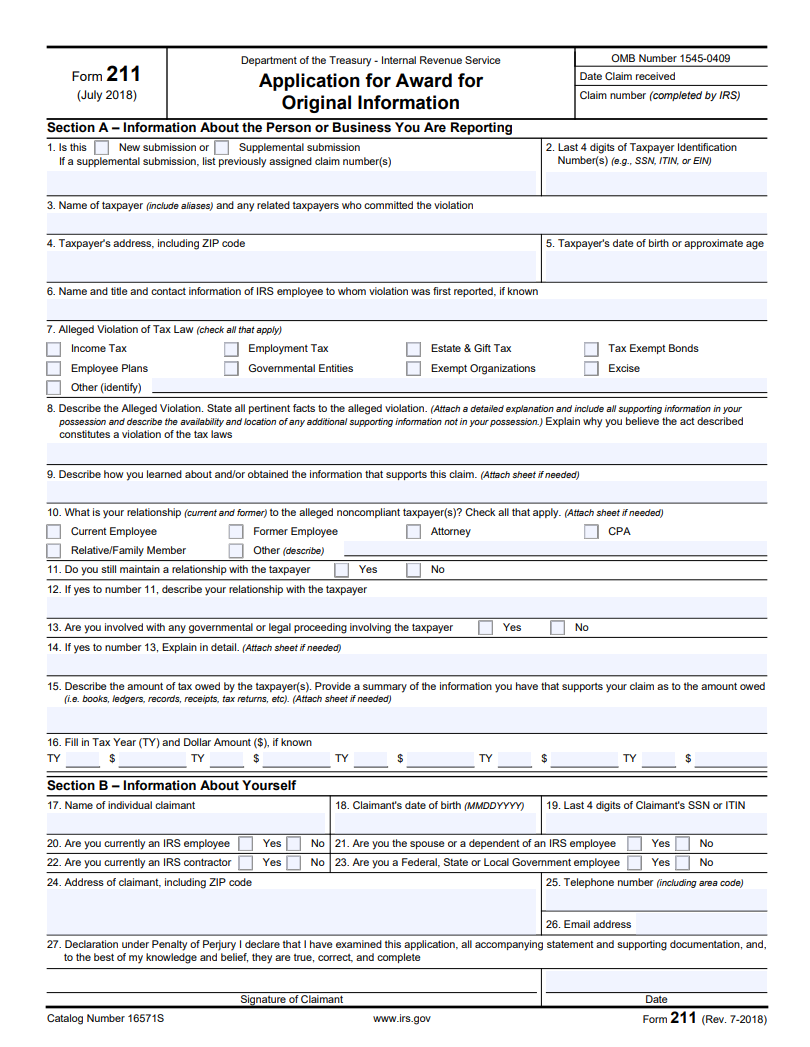 Form 211
(July 2018)
Department of the Treasury - Internal Revenue Service
Application for Award for
Original Information
OMB Number 1545-0409
Date Claim received
Claim number (completed by IRS)
Section A – Information About the Person or Business You Are Reporting
1. Is this New submission or Supplemental submission
If a supplemental submission, list previously assigned claim number(s)
2. Last 4 digits of Taxpayer Identification
Number(s) (e.g., SSN, ITIN, or EIN)
3. Name of taxpayer (include aliases) and any related taxpayers who committed the violation
4. Taxpayer's address, including ZIP code
5. Taxpayer's date of birth or approximate age
6. Name and title and contact information of IRS employee to whom violation was first reported, if known
7. Alleged Violation of Tax Law (check all that apply)
Income Tax Employment Tax Estate & Gift Tax Tax Exempt Bonds
Employee Plans Governmental Entities Exempt Organizations Excise
Other (identify)
8. Describe the Alleged Violation. State all pertinent facts to the alleged violation. (Attach a detailed explanation and include all supporting information in your
possession and describe the availability and location of any additional supporting information not in your possession.) Explain why you believe the act described
constitutes a violation of the tax laws
9. Describe how you learned about and/or obtained the information that supports this claim. (Attach sheet if needed)
10. What is your relationship (current and former) to the alleged noncompliant taxpayer(s)? Check all that apply. (Attach sheet if needed)
Current Employee Former Employee Attorney CPA
Relative/Family Member Other (describe)
11. Do you still maintain a relationship with the taxpayer Yes No
12. If yes to number 11, describe your relationship with the taxpayer
13. Are you involved with any governmental or legal proceeding involving the taxpayer Yes No
14. If yes to number 13, Explain in detail. (Attach sheet if needed)
15. Describe the amount of tax owed by the taxpayer(s). Provide a summary of the information you have that supports your claim as to the amount owed
(i.e. books, ledgers, records, receipts, tax returns, etc). (Attach sheet if needed)
16. Fill in Tax Year (TY) and Dollar Amount ($), if known
TY $ TY $ TY $ TY $ TY $
Section B – Information About Yourself
17. Name of individual claimant
18. Claimant's date of birth (MMDDYYYY)
19. Last 4 digits of Claimant's SSN or ITIN
20. Are you currently an IRS employee Yes No
21. Are you the spouse or a dependent of an IRS employee Yes No
22. Are you currently an IRS contractor Yes No
23. Are you a Federal, State or Local Government employee Yes No
24. Address of claimant, including ZIP code
25. Telephone number (including area code)
26. Email address
27. Declaration under Penalty of Perjury I declare that I have examined this application, all accompanying statement and supporting documentation, and,
to the best of my knowledge and belief, they are true, correct, and complete
Signature of Claimant
Date
Catalog Number 16571S
www.irs.gov
Form 211 (Rev. 7-2018)